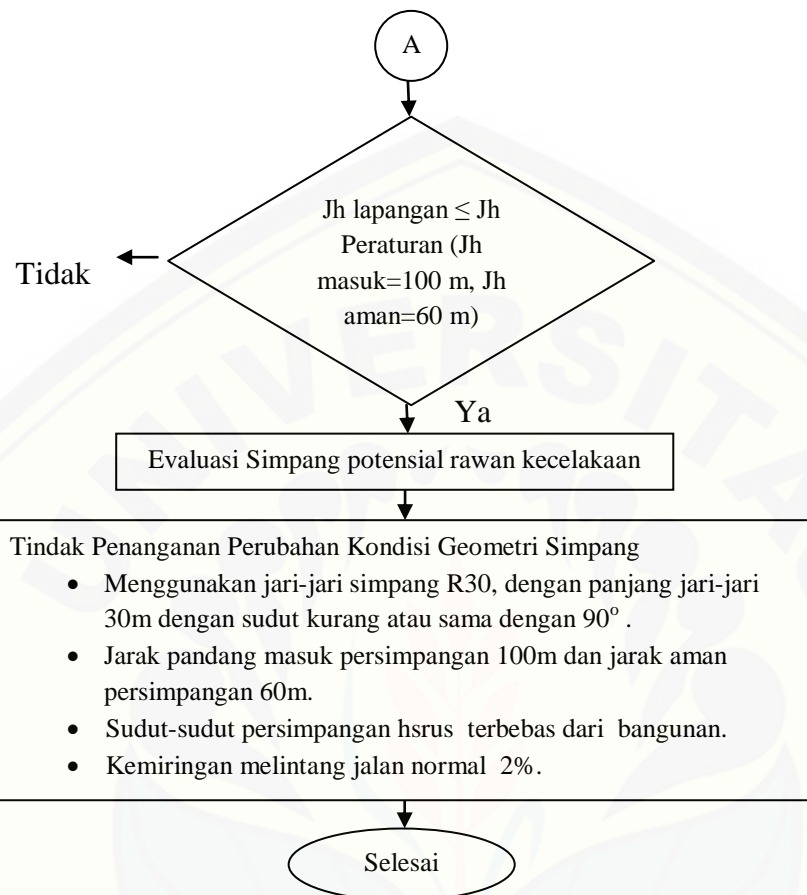 A
Jh lapangan ≤ Jh
Peraturan (Jh
masuk=100 m, Jh
aman=60 m)
Tidak
Ya
Evaluasi Simpang potensial rawan kecelakaan
Tindak Penanganan Perubahan Kondisi Geometri Simpang
• Menggunakan jari-jari simpang R30, dengan panjang jari-jari
30m dengan sudut kurang atau sama dengan 90° .
• Jarak pandang masuk persimpangan 100m dan jarak aman
persimpangan 60m.
• Sudut-sudut persimpangan hsrus terbebas dari bangunan.
• Kemiringan melintang jalan normal 2%.
Selesai
UNIVERSITAS